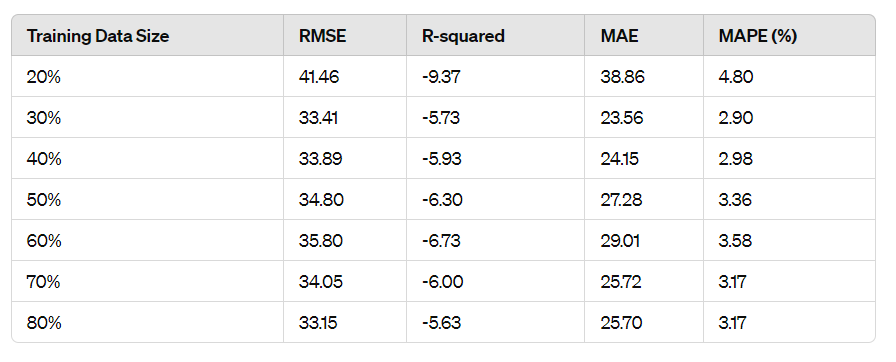 Training Data Size RMSE R-squared MAE MAPE (%)
20% 41.46 -9.37 38.86 4.80
30% 33.41 -5.73 23.56 2.90
40% 33.89 -5.93 24.15 2.98
50% 34.80 -6.30 27.28 3.36
60% 35.80 -6.73 29.01 3.58
70% 34.05 -6.00 25.72 3.17
80% 33.15 -5.63 25.70 3.17